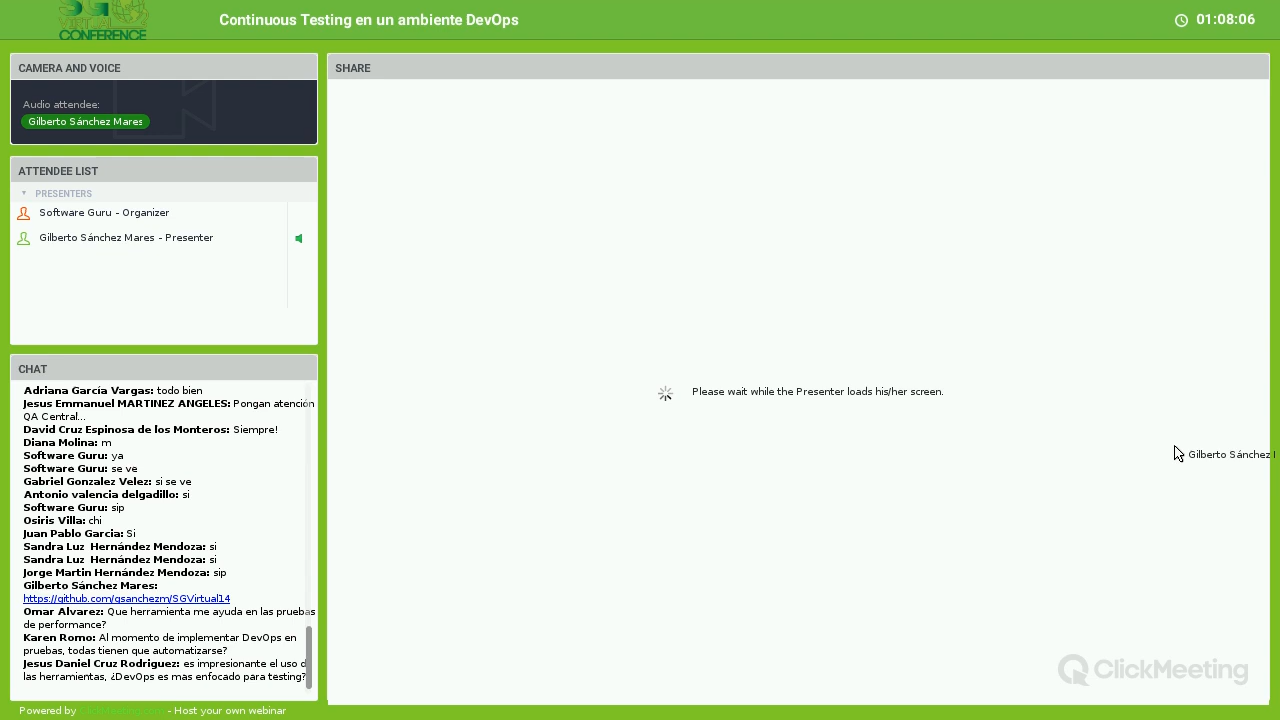 SG
VIRTUAL
CONFERENCE
Continuous Testing en un ambiente DevOps
01:08:06
CAMERA AND VOICE
Audio attendee:
Gilberto Sánchez Mares
ATTENDEE LIST
PRESENTERS
Software Guru - Organizer
Gilberto Sánchez Mares - Presenter
CHAT
Adriana García Vargas: todo bien
Jesus Emmanuel MARTINEZ ANGELES: Pongan atención
QA Central...
David Cruz Espinosa de los Monteros: Siempre!
Diana Molina: m
Software Guru: ya
Software Guru: se ve
Gabriel Gonzalez Velez: si se ve
Antonio valencia delgadillo: si
Software Guru: sip
Osiris Villa: chi
Juan Pablo Garcia: Si
Sandra Luz Hernández Mendoza: si
Sandra Luz Hernández Mendoza: si
Jorge Martin Hernández Mendoza: sip
Gilberto Sánchez Mares:
https://github.com/gsanchezm/SGVirtual14
Omar Alvarez: Que herramienta me ayuda en las pruebas
de performance?
Karen Romo: Al momento de implementar DevOps en
pruebas, todas tienen que automatizarse?
Jesus Daniel Cruz Rodriguez: es impresionante el uso d
las herramientas, ¿DevOps es mas enfocado para testing?
Powered by - Host your own webinar
SHARE
Please wait while the Presenter loads his/her screen.
Gilberto Sánchez
ClickMeeting